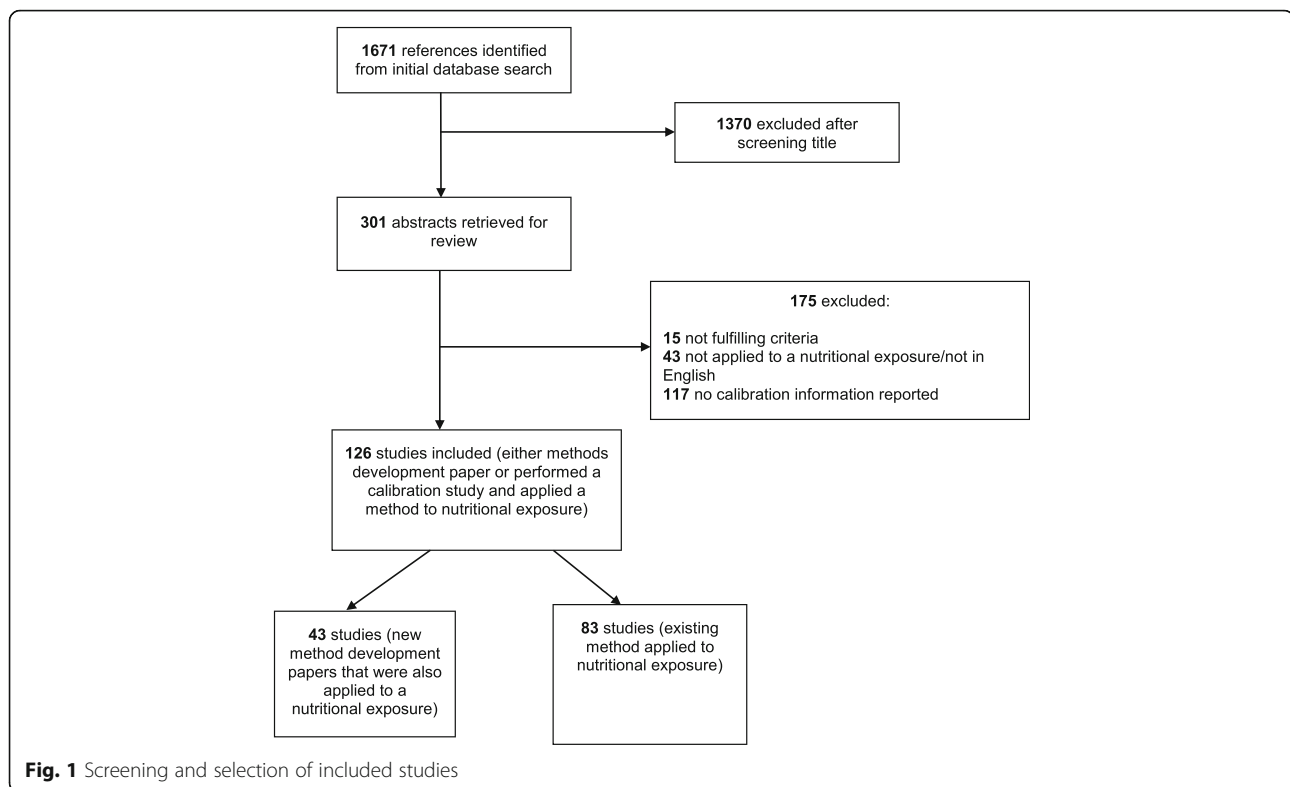 1671 references identified
from initial database search
1370 excluded after
screening title
301 abstracts retrieved for
review
175 excluded:
15 not fulfilling criteria
43 not applied to a nutritional exposure/not in
English
117 no calibration information reported
126 studies included (either methods
development paper or performed a
calibration study and applied a
method to nutritional exposure)
43 studies (new
method development
papers that were also
applied to a
nutritional exposure)
83 studies (existing
method applied to
nutritional exposure)
Fig. 1 Screening and selection of included studies